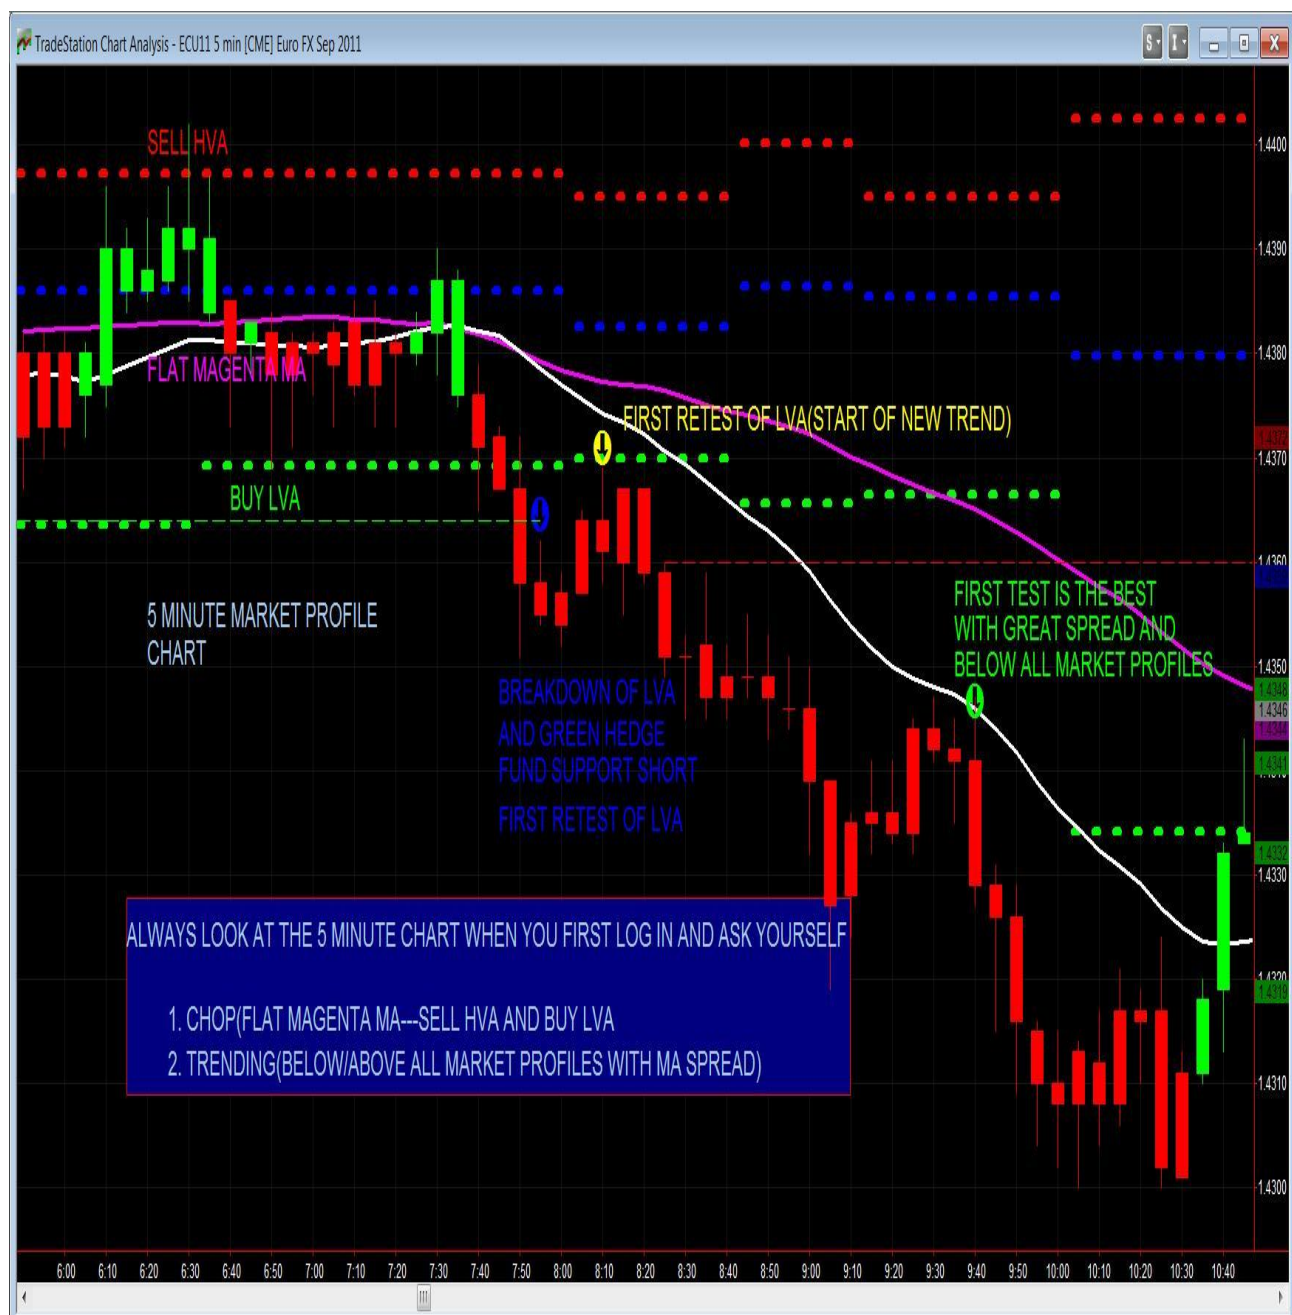 TradeStation Chart Analysis - ECU11 5 min [CME] Euro FX Sep 2011
S
I
SELL HVA
FLAT MAGENTA MA
FIRST RETEST OF LVA(START OF NEW TREND)
BUY LVA
5 MINUTE MARKET PROFILE
CHART
FIRST TEST IS THE BEST
WITH GREAT SPREAD AND
BELOW ALL MARKET PROFILES
BREAKDOWN OF LVA
AND GREEN HEDGE
FUND SUPPORT SHORT
FIRST RETEST OF LVA
ALWAYS LOOK AT THE 5 MINUTE CHART WHEN YOU FIRST LOG IN AND ASK YOURSELF
1. CHOP(FLAT MAGENTA MA---SELL HVA AND BUY LVA
2. TRENDING(BELOW/ABOVE ALL MARKET PROFILES WITH MA SPREAD)
1.4400
1.4390
1.4380
1.4372
1.4370
1.4360
1.4350
1.4348
1.4346
1.4344
1.4341
1.4332
1.4330
1.4320
1.4319
1.4310
1.4300
6:00 6:10 6:20 6:30 6:40 6:50 7:00 7:10 7:20 7:30 7:40 7:50 8:00 8:10 8:20 8:30 8:40 8:50 9:00 9:10 9:20 9:30 9:40 9:50 10:00 10:10 10:20 10:30 10:40